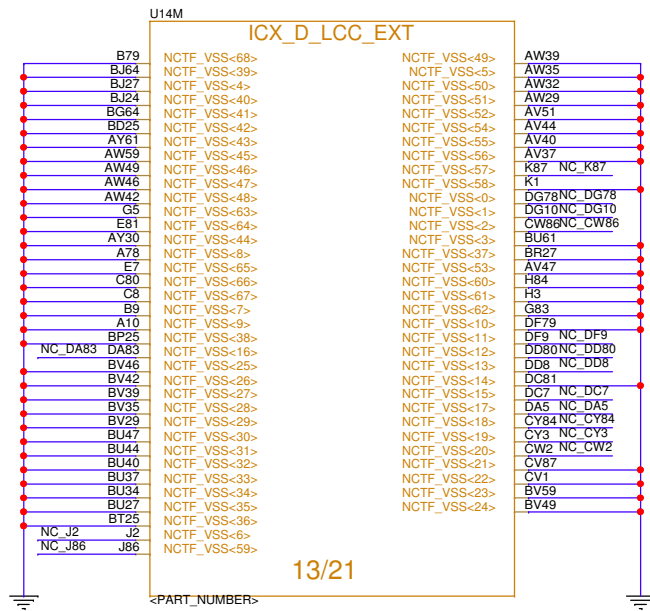 U14M
ICX_D_LCC_EXT
B79 NCTF_VSS<68> NCTF_VSS<49> AW39
BJ64 NCTF_VSS<39> NCTF_VSS<5> AW35
BJ27 NCTF_VSS<4> NCTF_VSS<50> AW32
BJ24 NCTF_VSS<40> NCTF_VSS<51> AW29
BG64 NCTF_VSS<41> NCTF_VSS<52> AV51
BD25 NCTF_VSS<42> NCTF_VSS<54> AV44
AY61 NCTF_VSS<43> NCTF_VSS<55> AV40
AW59 NCTF_VSS<45> NCTF_VSS<56> AV37
AW49 NCTF_VSS<46> NCTF_VSS<57> K87 NC_K87
AW46 NCTF_VSS<47> NCTF_VSS<58> K1
AW42 NCTF_VSS<48> NCTF_VSS<0> DG78 NC_DG78
G5 NCTF_VSS<63> NCTF_VSS<1> DG10 NC_DG10
E81 NCTF_VSS<64> NCTF_VSS<2> CW86 NC_CW86
AY30 NCTF_VSS<44> NCTF_VSS<3> BU61
A78 NCTF_VSS<8> NCTF_VSS<37> BR27
E7 NCTF_VSS<65> NCTF_VSS<53> AV47
C80 NCTF_VSS<66> NCTF_VSS<60> H84
C8 NCTF_VSS<67> NCTF_VSS<61> H3
B9 NCTF_VSS<7> NCTF_VSS<62> G83
A10 NCTF_VSS<9> NCTF_VSS<10> DF79
BP25 NCTF_VSS<38> NCTF_VSS<11> DF9 NC_DF9
NC_DA83 DA83 NCTF_VSS<16> NCTF_VSS<12> DD80 NC_DD80
BV46 NCTF_VSS<25> NCTF_VSS<13> DD8 NC_DD8
BV42 NCTF_VSS<26> NCTF_VSS<14> DC81
BV39 NCTF_VSS<27> NCTF_VSS<15> DC7 NC_DC7
BV35 NCTF_VSS<28> NCTF_VSS<17> DA5 NC_DA5
BV29 NCTF_VSS<29> NCTF_VSS<18> CY84 NC_CY84
BU47 NCTF_VSS<30> NCTF_VSS<19> CY3 NC_CY3
BU44 NCTF_VSS<31> NCTF_VSS<20> CW2 NC_CW2
BU40 NCTF_VSS<32> NCTF_VSS<21> CV87
BU37 NCTF_VSS<33> NCTF_VSS<22> CV1
BU34 NCTF_VSS<34> NCTF_VSS<23> BV59
BU27 NCTF_VSS<35> NCTF_VSS<24> BV49
BT25 NCTF_VSS<36>
NC_J2 J2 NCTF_VSS<6>
NC_J86 J86 NCTF_VSS<59>
13/21
<PART_NUMBER>